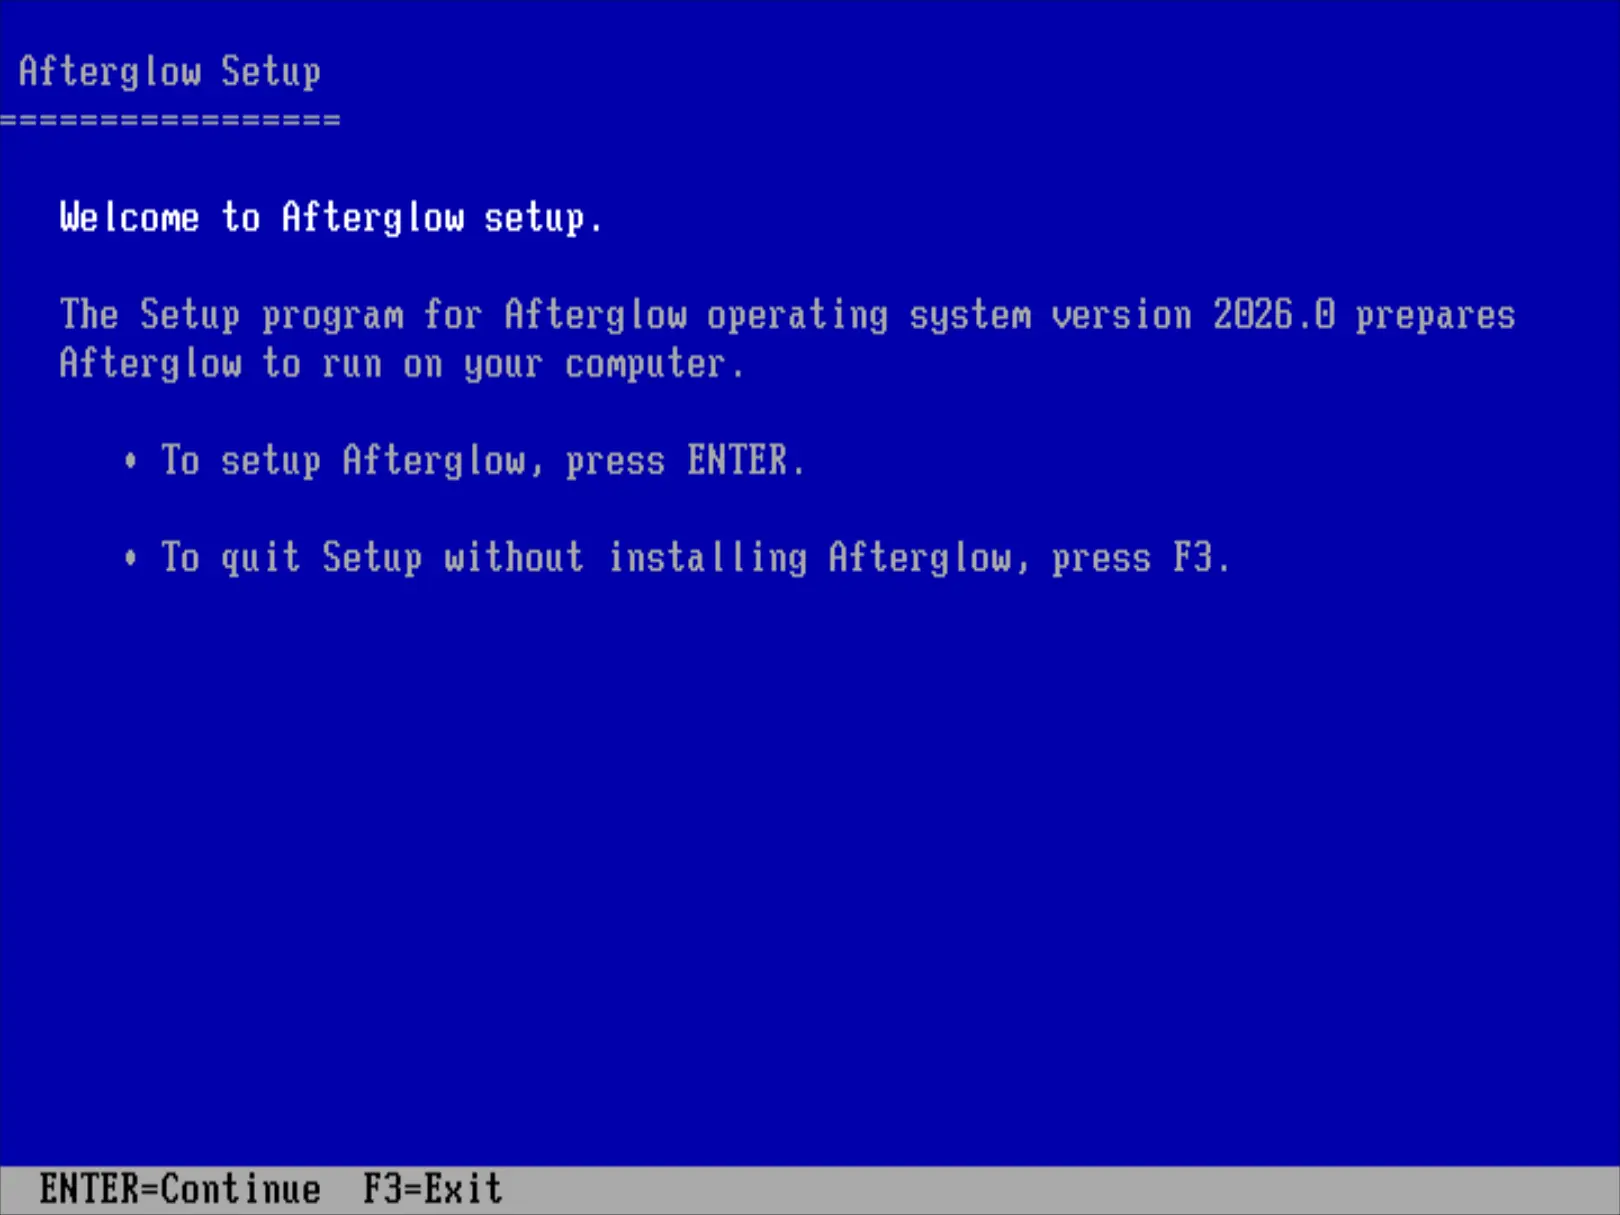 Afterglow Setup
=================
Welcome to Afterglow setup.
The Setup program for Afterglow operating system version 2026.0 prepares
Afterglow to run on your computer.
• To setup Afterglow, press ENTER.
• To quit Setup without installing Afterglow, press F3.
ENTER=Continue F3=Exit